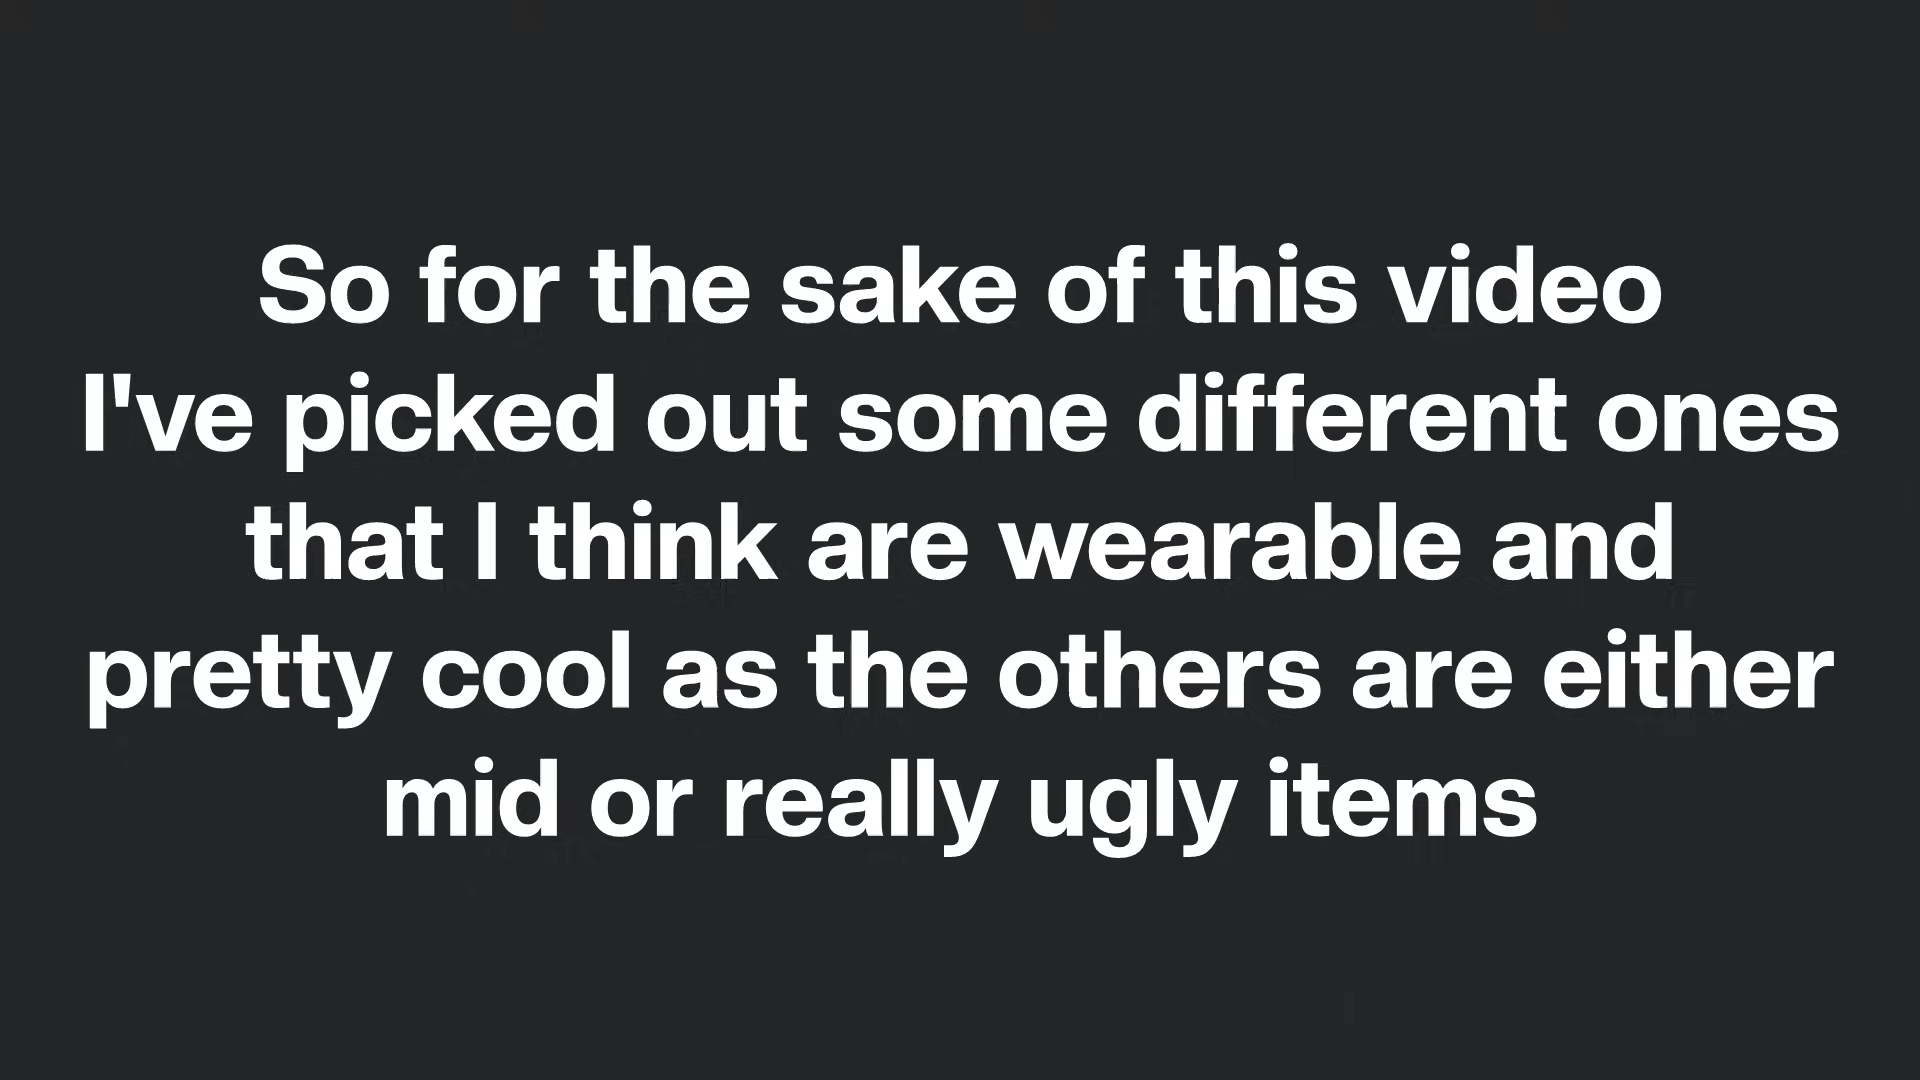 So for the sake of this video
I've picked out some different ones
that I think are wearable and
pretty cool as the others are either
mid or really ugly items